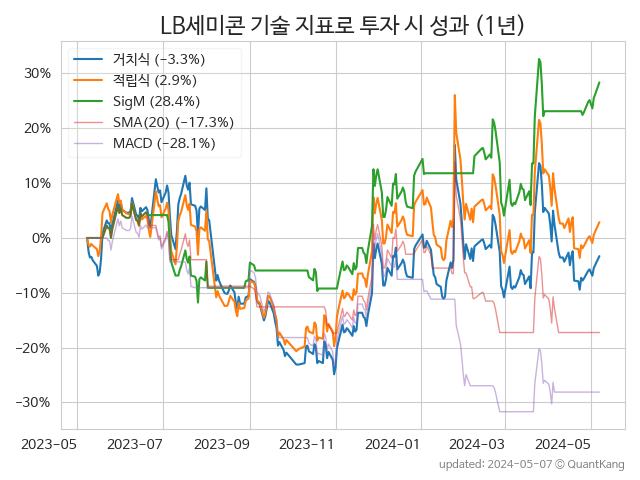 LB세미콘 기술 지표로 투자 시 성과 (1년)
거치식 (−3.3%)
적립식 (2.9%)
SigM (28.4%)
SMA(20) (−17.3%)
MACD (−28.1%)
30%
20%
10%
0%
−10%
−20%
−30%
2023-05 2023-07 2023-09 2023-11 2024-01 2024-03 2024-05
updated: 2024-05-07 © QuantKang